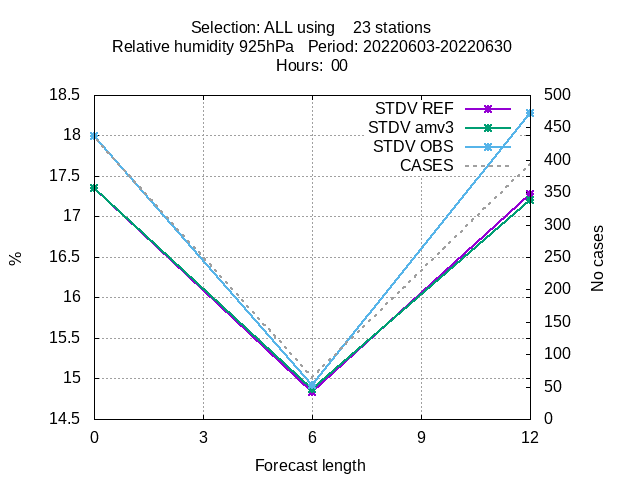 Selection: ALL using    23 stations
Relative humidity 925hPa   Period: 20220603-20220630
Hours:  00
STDV REF
STDV amv3
STDV OBS
CASES
18.5
18
17.5
17
16.5
16
15.5
15
14.5
%
500
450
400
350
300
250
200
150
100
50
0
No cases
0 3 6 9 12
Forecast length